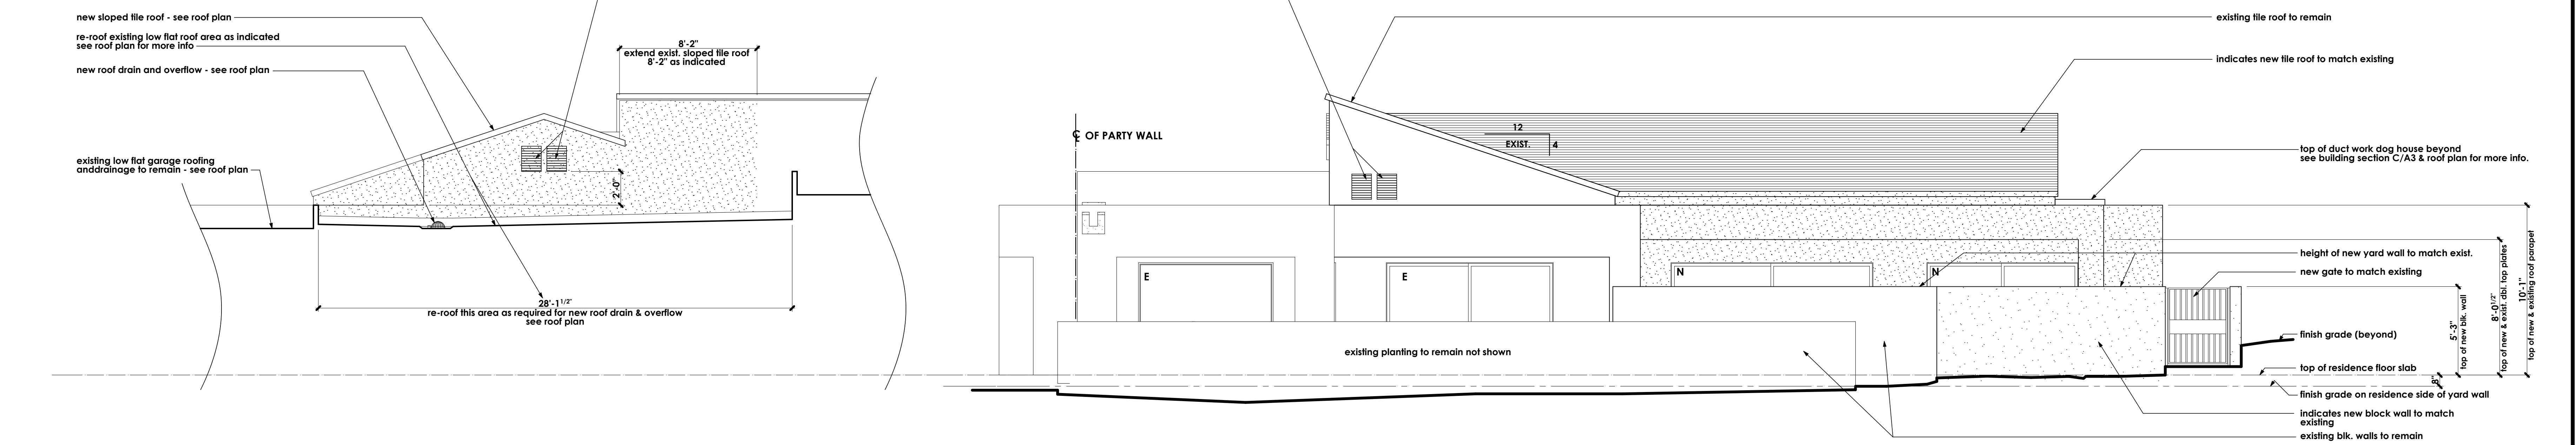 new sloped tile roof - see roof plan
re-roof existing low flat roof area as indicated
see roof plan for more info
new roof drain and overflow - see roof plan
existing low flat garage roofing
anddrainage to remain - see roof plan
8'-2"
extend exist. sloped tile roof
8'-2" as indicated
2'-0"
28'-1 1/2"
re-roof this area as required for new roof drain & overflow
see roof plan
℄ OF PARTY WALL
12
EXIST.
4
E
E
N
N
existing planting to remain not shown
existing tile roof to remain
indicates new tile roof to match existing
top of duct work dog house beyond
see building section C/A3 & roof plan for more info.
height of new yard wall to match exist.
new gate to match existing
finish grade (beyond)
top of residence floor slab
finish grade on residence side of yard wall
indicates new block wall to match
existing
existing blk. walls to remain
5'-3"
top of new blk. wall
8'-0 1/2"
top of new & exist. dbl. top plates
10'-1"
top of new & existing roof parapet
8"